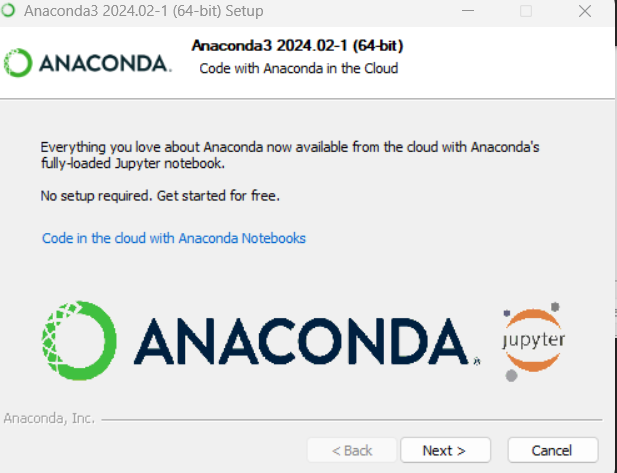 Anaconda3 2024.02-1 (64-bit) Setup
Anaconda3 2024.02-1 (64-bit)
ANACONDA.
Code with Anaconda in the Cloud
Everything you love about Anaconda now available from the cloud with Anaconda's
fully-loaded Jupyter notebook.
No setup required. Get started for free.
Code in the cloud with Anaconda Notebooks
ANACONDA.
jupyter
Anaconda, Inc.
< Back
Next >
Cancel